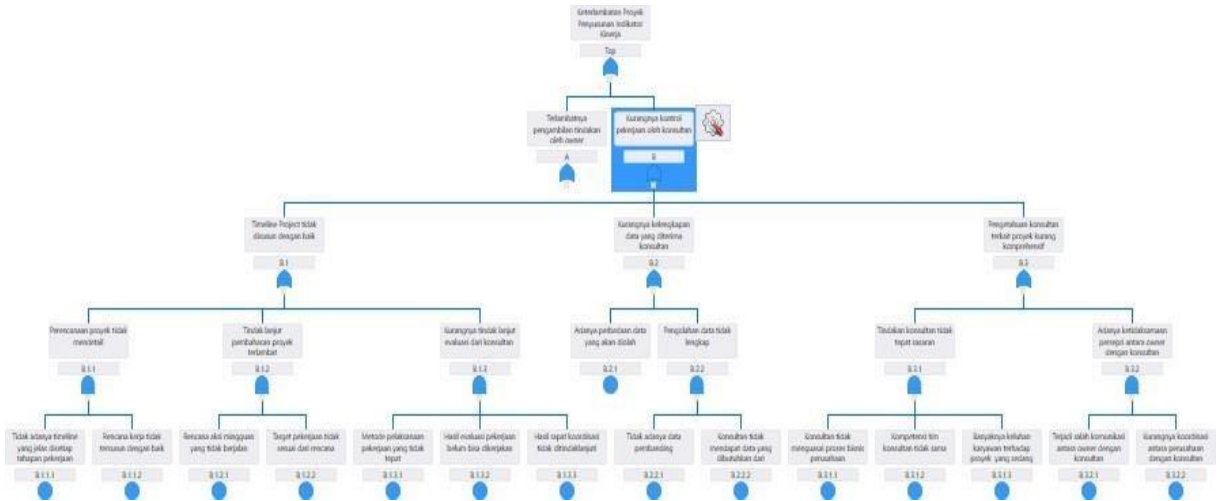 Keterlambatan Proyek
Penyusunan Indikator
Kinerja
Top
Terlambatnya
pengambilan tindakan
oleh owner
A
Kurangnya kontrol
pekerjaan oleh konsultan
B
Timeline Project tidak
disusun dengan baik
B.1
Kurangnya kelengkapan
data yang diterima
konsultan
B.2
Pengetahuan konsultan
terkait proyek kurang
komprehensif
B.3
Perencanaan proyek tidak
mendetail
B.1.1
Tindak lanjut
pembaharuan proyek
terlambat
B.1.2
Kurangnya tindak lanjut
evaluasi dari konsultan
B.1.3
Adanya perbedaan data
yang akan diolah
B.2.1
Pengolahan data tidak
lengkap
B.2.2
Tindakan konsultan tidak
tepat sasaran
B.3.1
Adanya ketidaksamaan
persepsi antara owner
dengan konsultan
B.3.2
Tidak adanya timeline
yang jelas disetiap
tahapan pekerjaan
B.1.1.1
Rencana kerja tidak
tersusun dengan baik
B.1.1.2
Rencana aksi mingguan
yang tidak berjalan
B.1.2.1
Target pekerjaan tidak
sesuai dari rencana
B.1.2.2
Metode pelaksanaan
pekerjaan yang tidak
tepat
B.1.3.1
Hasil evaluasi pekerjaan
belum bisa dikerjakan
B.1.3.2
Hasil rapat koordinasi
tidak ditindaklanjuti
B.1.3.3
Tidak adanya data
pembanding
B.2.2.1
Konsultan tidak
mendapat data yang
dibutuhkan dari
B.2.2.2
Konsultan tidak
menguasai proses bisnis
perusahaan
B.3.1.1
Kompetensi tim
konsultan tidak sama
B.3.1.2
Banyaknya keluhan
karyawan terhadap
proyek yang sedang
B.3.1.3
Terjadi salah komunikasi
antara owner dengan
konsultan
B.3.2.1
Kurangnya koordinasi
antara perusahaan
dengan konsultan
B.3.2.2